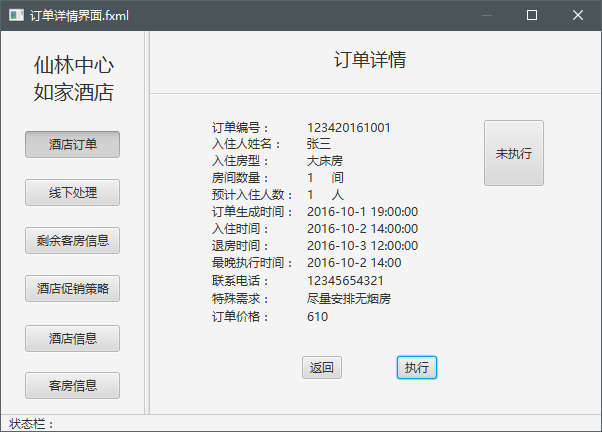 订单详情界面.fxml
仙林中心
如家酒店
酒店订单
线下处理
剩余客房信息
酒店促销策略
酒店信息
客房信息
订单详情
订单编号： 123420161001
入住人姓名： 张三
入住房型： 大床房
房间数量： 1 间
预计入住人数： 1 人
订单生成时间： 2016-10-1 19:00:00
入住时间： 2016-10-2 14:00:00
退房时间： 2016-10-3 12:00:00
最晚执行时间： 2016-10-2 14:00
联系电话： 12345654321
特殊需求： 尽量安排无烟房
订单价格： 610
未执行
返回 执行
状态栏：